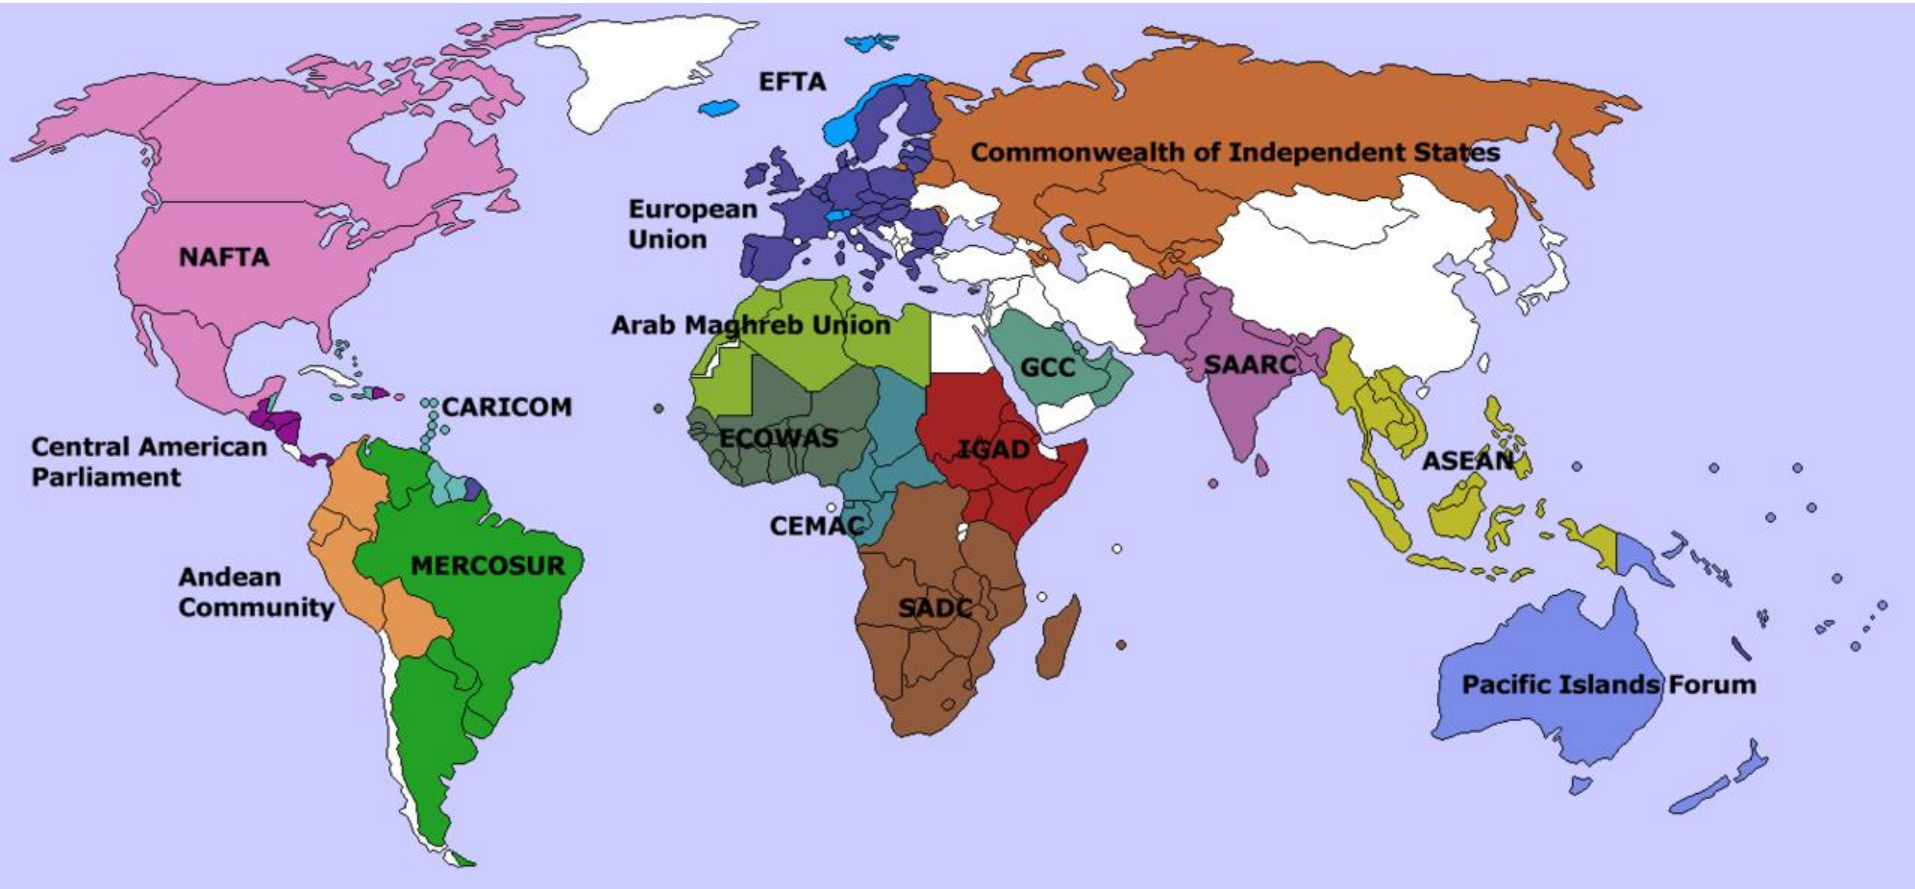 EFTA
Commonwealth of Independent States
European
Union
NAFTA
Arab Maghreb Union
GCC
SAARC
CARICOM
Central American
Parliament
ECOWAS
IGAD
ASEAN
CEMAC
MERCOSUR
Andean
Community
SADC
Pacific Islands Forum